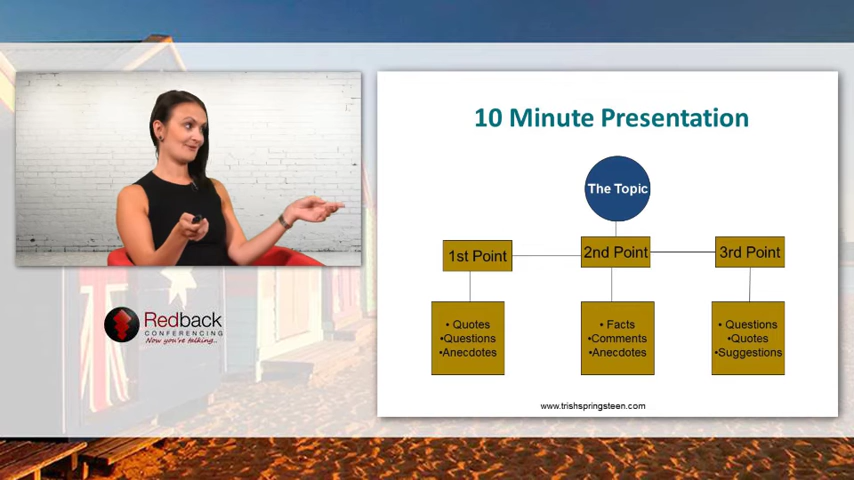 10 Minute Presentation
The Topic
1st Point
2nd Point
3rd Point
• Quotes
•Questions
•Anecdotes
• Facts
•Comments
•Anecdotes
• Questions
•Quotes
•Suggestions
www.trishspringsteen.com
Redback
CONFERENCING
Now you're talking..